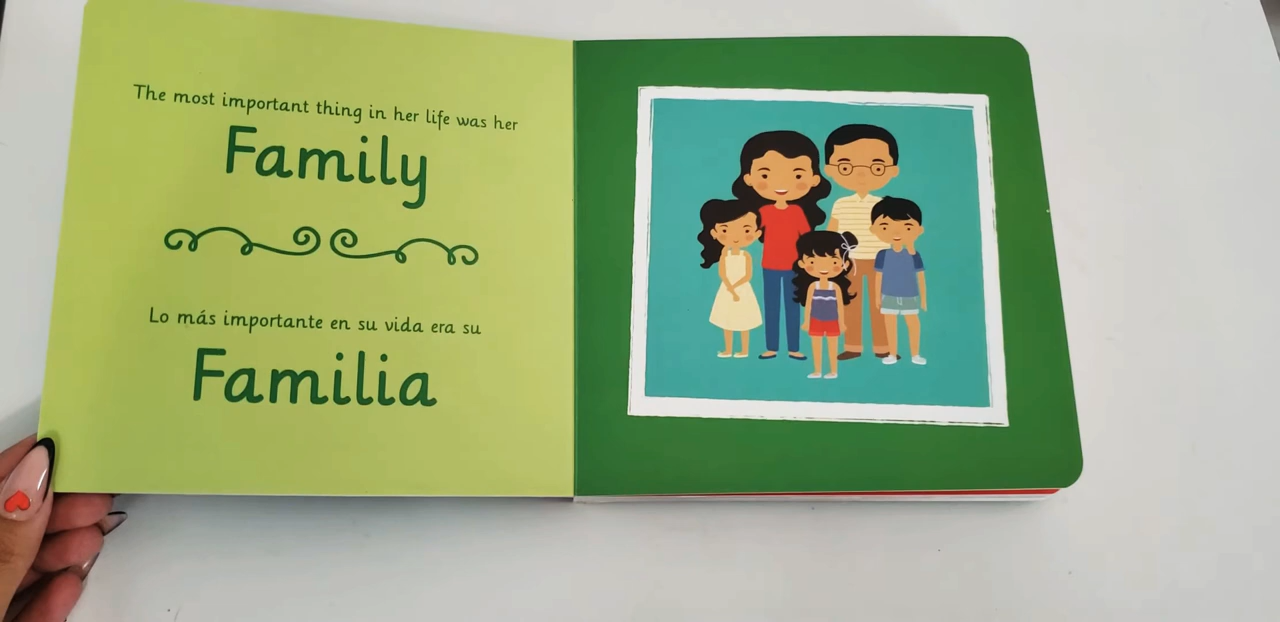 The most important thing in her life was her
Family
Lo más importante en su vida era su
Familia